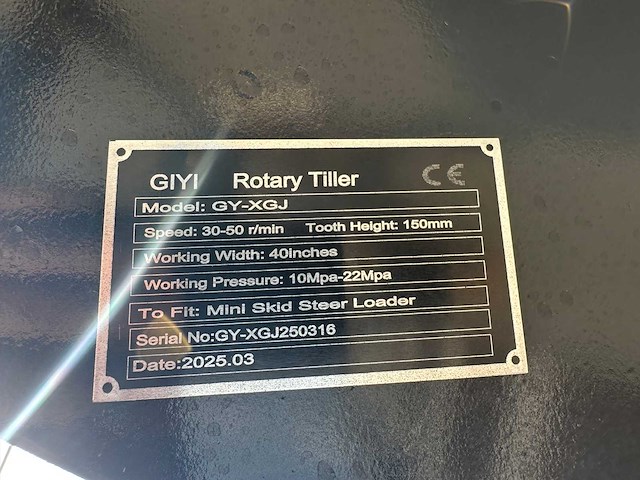 GIYI Rotary Tiller CE
Model: GY-XGJ
Speed: 30-50 r/min Tooth Height: 150mm
Working Width: 40inches
Working Pressure: 10Mpa-22Mpa
To Fit: Mini Skid Steer Loader
Serial No:GY-XGJ250316
Date:2025.03